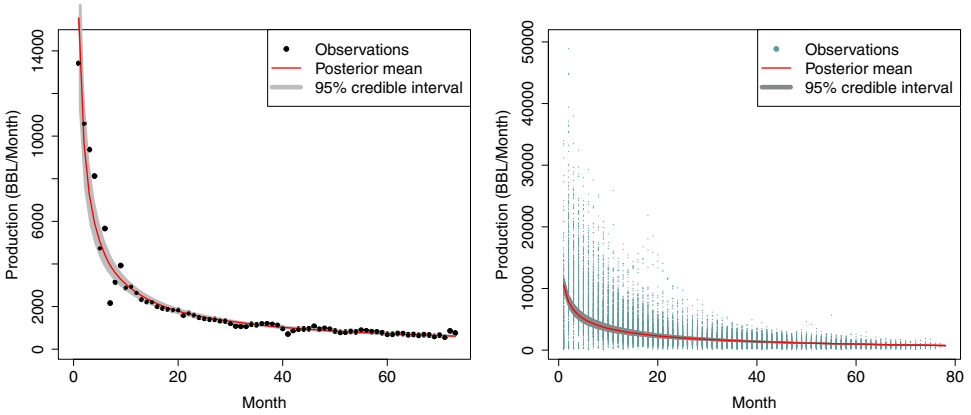 Production (BBL/Month)
0
2000
6000
10000
14000
Observations
Posterior mean
95% credible interval
0
20
40
60
Month
Production (BBL/Month)
0
10000
20000
30000
40000
50000
Observations
Posterior mean
95% credible interval
0
20
40
60
80
Month